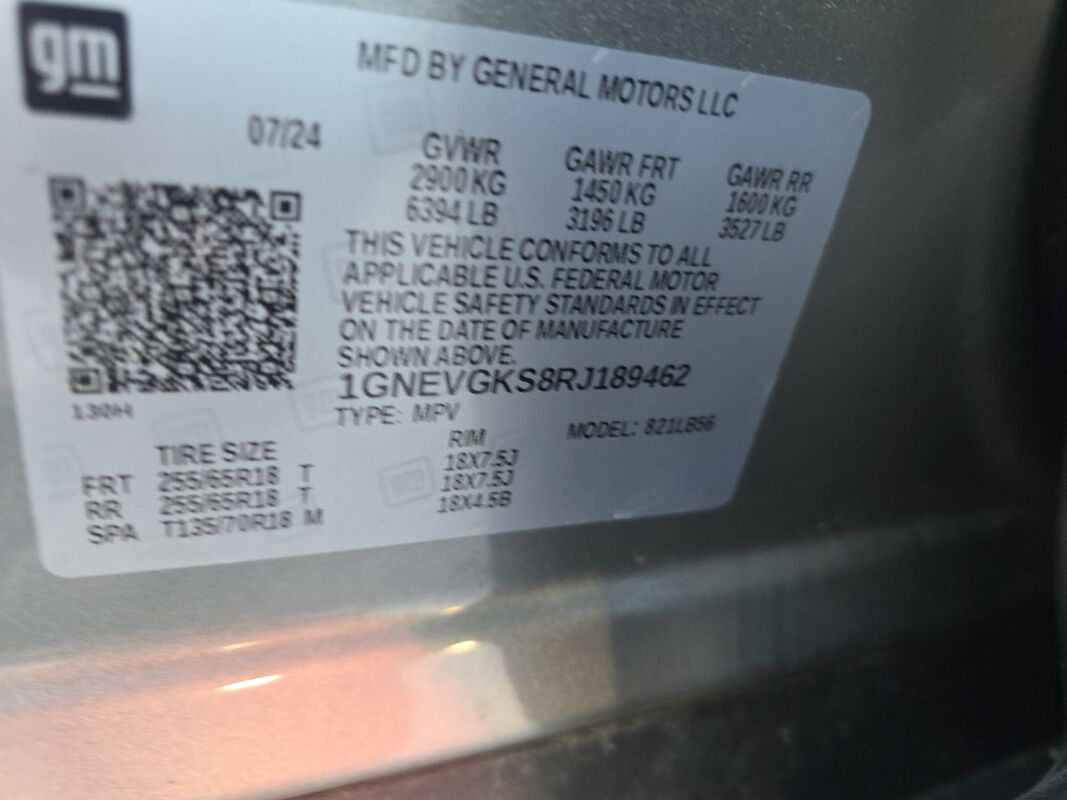 gm
MFD BY GENERAL MOTORS LLC
07/24
GVWR GAWR FRT GAWR RR
2900 KG 1450 KG 1600 KG
6394 LB 3196 LB 3527 LB
THIS VEHICLE CONFORMS TO ALL
APPLICABLE U.S. FEDERAL MOTOR
VEHICLE SAFETY STANDARDS IN EFFECT
ON THE DATE OF MANUFACTURE
SHOWN ABOVE.
1GNEVGKS8RJ189462
130H
TYPE: MPV MODEL: 821LB56
TIRE SIZE RIM
FRT 255/65R18 T 18X7.5J
RR 255/65R18 T 18X7.5J
SPA T135/70R18 M 18X4.5B